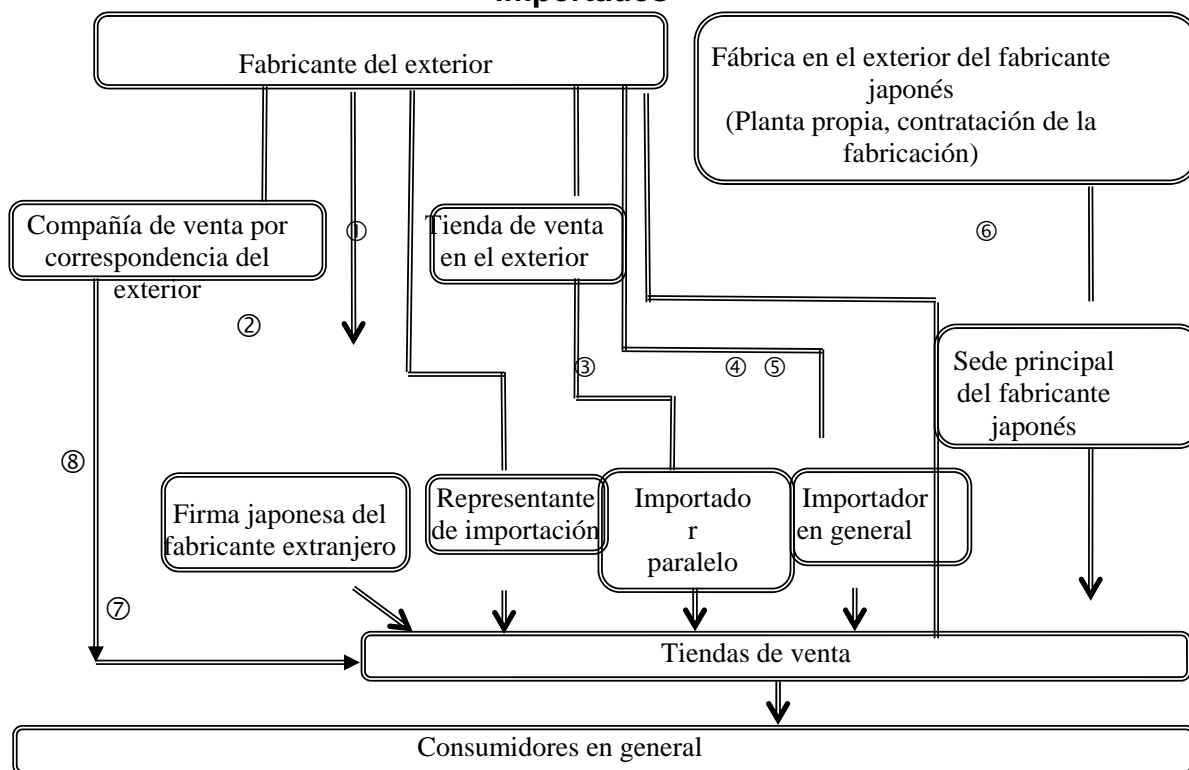 Importados
Fabricante del exterior
Fábrica en el exterior del fabricante
japonés
(Planta propia, contratación de la
fabricación)
Compañía de venta por
correspondencia del
exterior
①
Tienda de venta
en el exterior
⑥
②
③
④ ⑤
Sede principal
del fabricante
japonés
⑧
Firma japonesa del
fabricante extranjero
Representante
de importación
Importado
r
paralelo
Importador
en general
⑦
Tiendas de venta
Consumidores en general